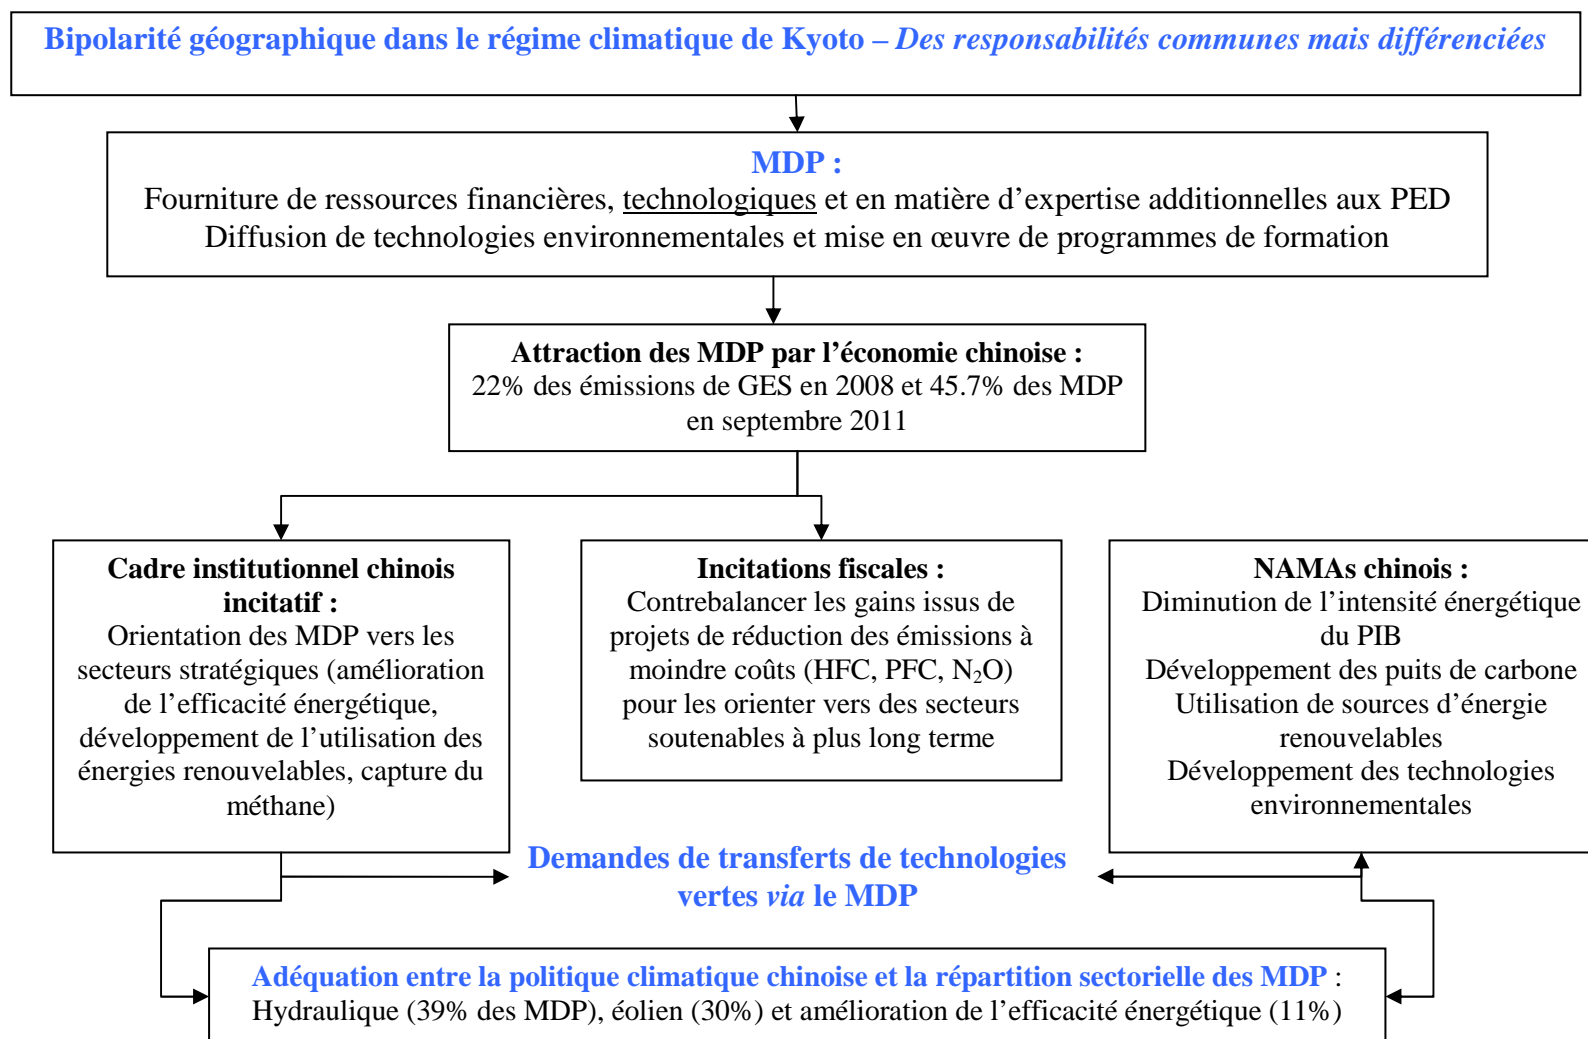 Bipolarité géographique dans le régime climatique de Kyoto – Des responsabilités communes mais différenciées
MDP :
Fourniture de ressources financières, technologiques et en matière d’expertise additionnelles aux PED
Diffusion de technologies environnementales et mise en œuvre de programmes de formation
Attraction des MDP par l’économie chinoise :
22% des émissions de GES en 2008 et 45.7% des MDP
en septembre 2011
Cadre institutionnel chinois
incitatif :
Orientation des MDP vers les
secteurs stratégiques (amélioration
de l’efficacité énergétique,
développement de l’utilisation des
énergies renouvelables, capture du
méthane)
Incitations fiscales :
Contrebalancer les gains issus de
projets de réduction des émissions à
moindre coûts (HFC, PFC, N₂O)
pour les orienter vers des secteurs
soutenables à plus long terme
NAMAs chinois :
Diminution de l’intensité énergétique
du PIB
Développement des puits de carbone
Utilisation de sources d’énergie
renouvelables
Développement des technologies
environnementales
Demandes de transferts de technologies
vertes via le MDP
Adéquation entre la politique climatique chinoise et la répartition sectorielle des MDP :
Hydraulique (39% des MDP), éolien (30%) et amélioration de l’efficacité énergétique (11%)